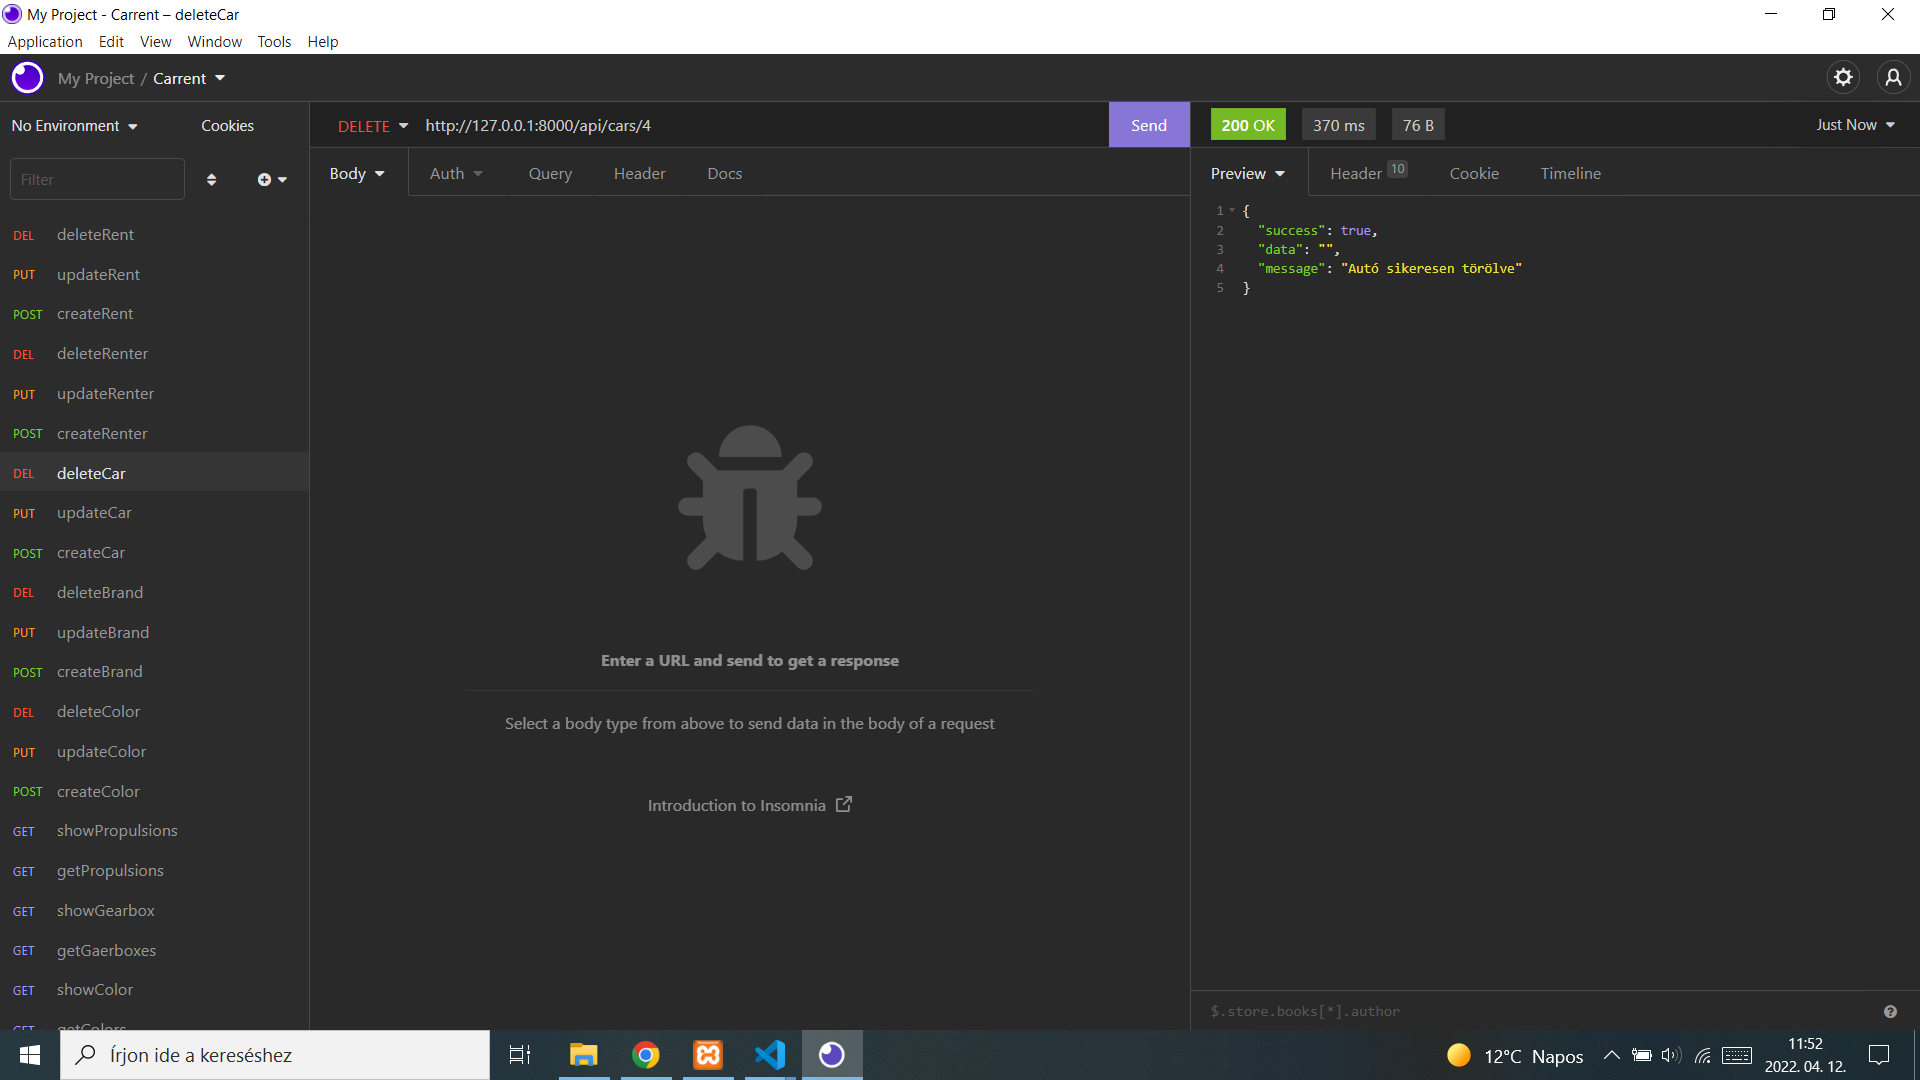 My Project - Carrent – deleteCar
Application Edit View Window Tools Help
My Project / Carrent
No Environment Cookies
DELETE http://127.0.0.1:8000/api/cars/4 Send
200 OK 370 ms 76 B Just Now
Filter
Body Auth Query Header Docs
Preview Header 10 Cookie Timeline
DEL deleteRent
PUT updateRent
POST createRent
DEL deleteRenter
PUT updateRenter
POST createRenter
DEL deleteCar
PUT updateCar
POST createCar
DEL deleteBrand
PUT updateBrand
POST createBrand
DEL deleteColor
PUT updateColor
POST createColor
GET showPropulsions
GET getPropulsions
GET showGearbox
GET getGaerboxes
GET showColor
GET getColors
Enter a URL and send to get a response
Select a body type from above to send data in the body of a request
Introduction to Insomnia
1 {
2 "success": true,
3 "data": "",
4 "message": "Autó sikeresen törölve"
5 }
$.store.books[*].author
Írjon ide a kereséshez
12°C Napos
11:52
2022. 04. 12.